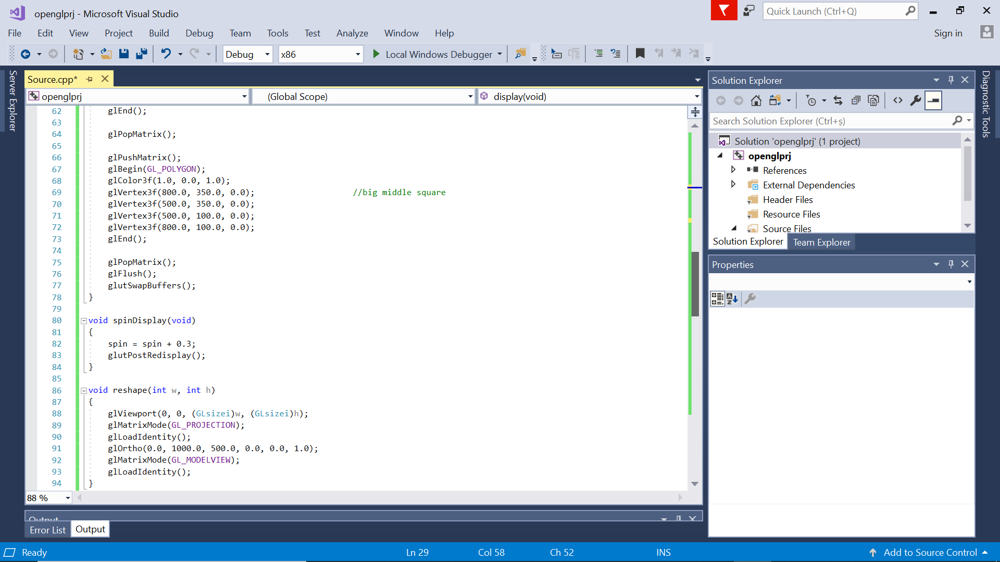 openglprj - Microsoft Visual Studio
Quick Launch (Ctrl+Q)
File Edit View Project Build Debug Team Tools Test Analyze Window Help
Sign in
Debug x86 Local Windows Debugger
Server Explorer
Source.cpp*
openglprj (Global Scope) display(void)
62 glEnd();
63
64 glPopMatrix();
65
66 glPushMatrix();
67 glBegin(GL_POLYGON);
68 glColor3f(1.0, 0.0, 1.0);
69 glVertex3f(800.0, 350.0, 0.0); //big middle square
70 glVertex3f(500.0, 350.0, 0.0);
71 glVertex3f(500.0, 100.0, 0.0);
72 glVertex3f(800.0, 100.0, 0.0);
73 glEnd();
74
75 glPopMatrix();
76 glFlush();
77 glutSwapBuffers();
78 }
79
80 void spinDisplay(void)
81 {
82 spin = spin + 0.3;
83 glutPostRedisplay();
84 }
85
86 void reshape(int w, int h)
87 {
88 glViewport(0, 0, (GLsizei)w, (GLsizei)h);
89 glMatrixMode(GL_PROJECTION);
90 glLoadIdentity();
91 glOrtho(0.0, 1000.0, 500.0, 0.0, 0.0, 1.0);
92 glMatrixMode(GL_MODELVIEW);
93 glLoadIdentity();
94 }
88 %
Output
Error List Output
Solution Explorer
Search Solution Explorer (Ctrl+ș)
Solution 'openglprj' (1 project)
openglprj
References
External Dependencies
Header Files
Resource Files
Source Files
Solution Explorer Team Explorer
Properties
Diagnostic Tools
Ready Ln 29 Col 58 Ch 52 INS Add to Source Control